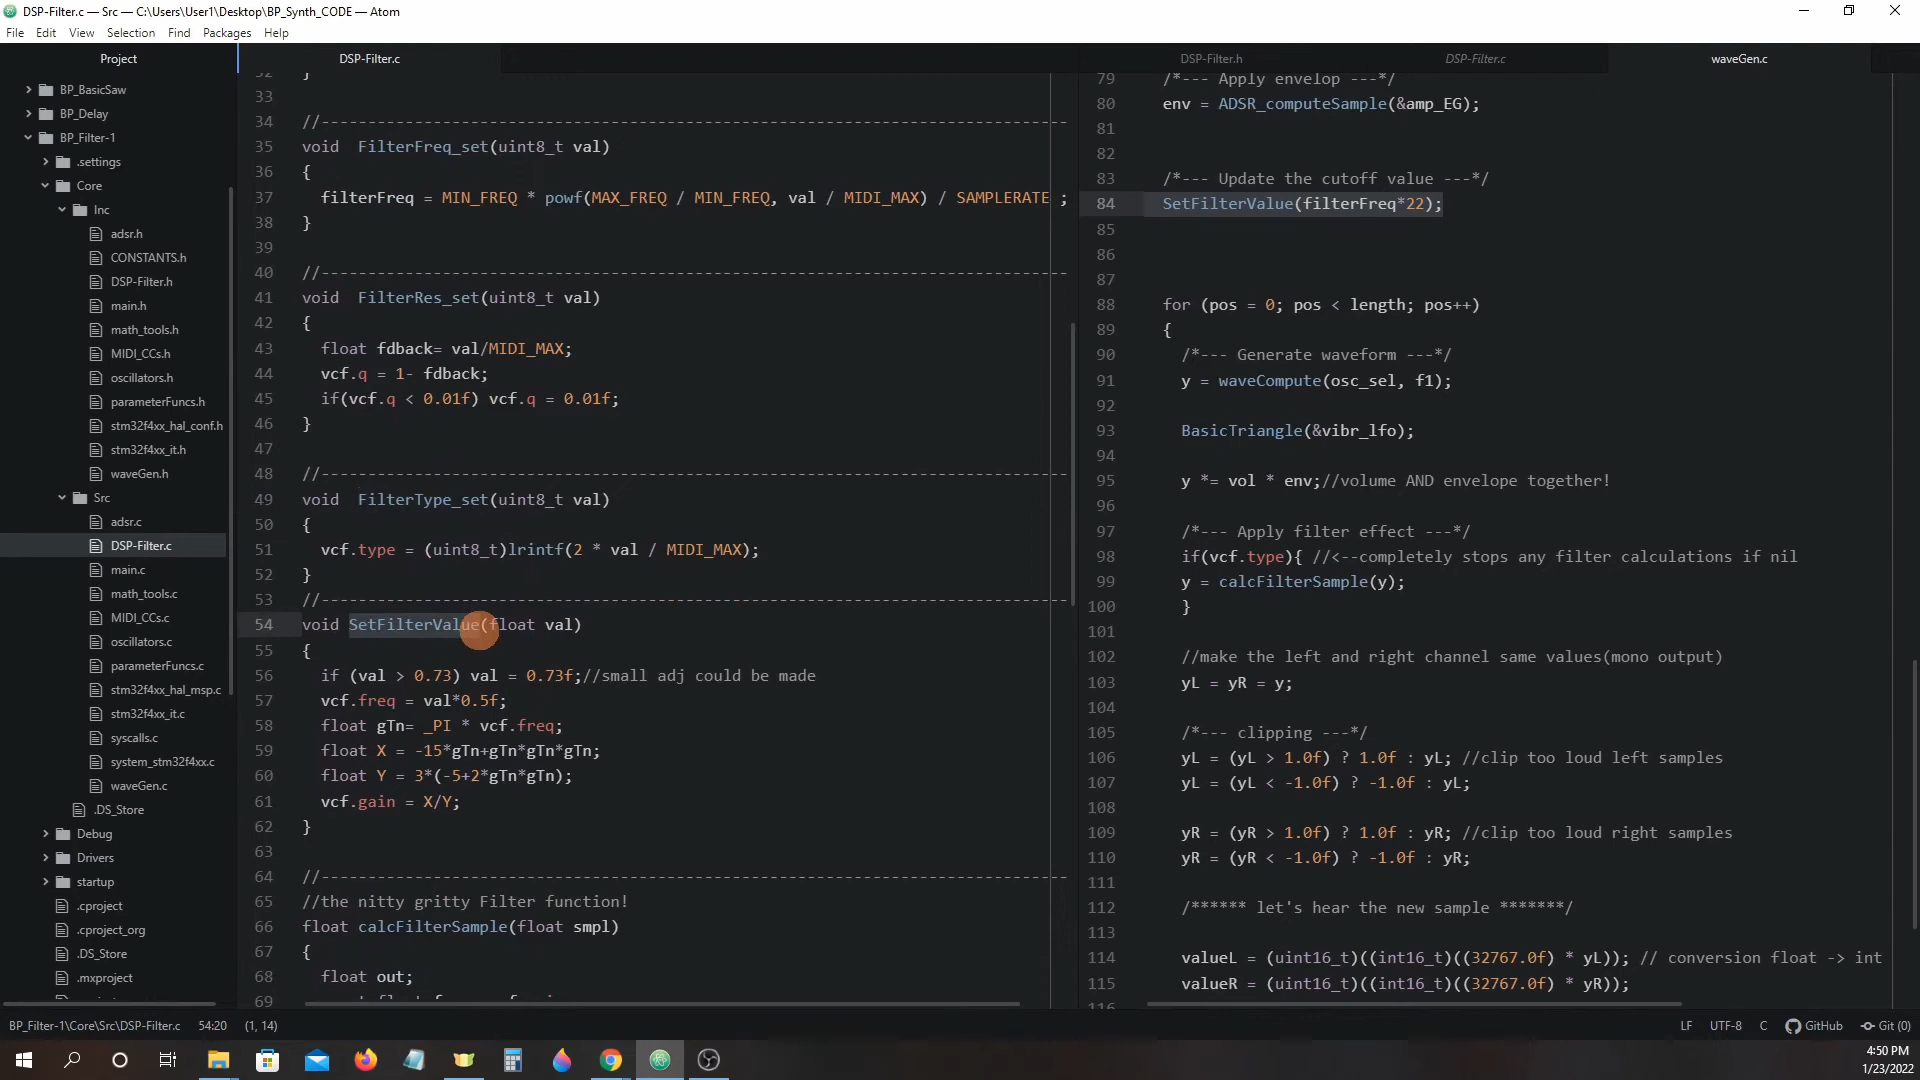 DSP-Filter.c — Src — C:\Users\User1\Desktop\BP_Synth_CODE — Atom
File Edit View Selection Find Packages Help
Project
BP_BasicSaw
BP_Delay
BP_Filter-1
.settings
Core
Inc
adsr.h
CONSTANTS.h
DSP-Filter.h
main.h
math_tools.h
MIDI_CCs.h
oscillators.h
parameterFuncs.h
stm32f4xx_hal_conf.h
stm32f4xx_it.h
waveGen.h
Src
adsr.c
DSP-Filter.c
main.c
math_tools.c
MIDI_CCs.c
oscillators.c
parameterFuncs.c
stm32f4xx_hal_msp.c
stm32f4xx_it.c
syscalls.c
system_stm32f4xx.c
waveGen.c
.DS_Store
Debug
Drivers
startup
.cproject
.cproject_org
.DS_Store
.mxproject
DSP-Filter.c
32 }
33
34 //--------------------------------------------------------------------------------
35 void  FilterFreq_set(uint8_t val)
36 {
37   filterFreq = MIN_FREQ * powf(MAX_FREQ / MIN_FREQ, val / MIDI_MAX) / SAMPLERATE ;
38 }
39
40 //--------------------------------------------------------------------------------
41 void  FilterRes_set(uint8_t val)
42 {
43   float fdback= val/MIDI_MAX;
44   vcf.q = 1- fdback;
45   if(vcf.q < 0.01f) vcf.q = 0.01f;
46 }
47
48 //--------------------------------------------------------------------------------
49 void  FilterType_set(uint8_t val)
50 {
51   vcf.type = (uint8_t)lrintf(2 * val / MIDI_MAX);
52 }
53 //--------------------------------------------------------------------------------
54 void SetFilterValue(float val)
55 {
56   if (val > 0.73) val = 0.73f;//small adj could be made
57   vcf.freq = val*0.5f;
58   float gTn= _PI * vcf.freq;
59   float X = -15*gTn+gTn*gTn*gTn;
60   float Y = 3*(-5+2*gTn*gTn);
61   vcf.gain = X/Y;
62 }
63
64 //--------------------------------------------------------------------------------
65 //the nitty gritty Filter function!
66 float calcFilterSample(float smpl)
67 {
68   float out;
69
DSP-Filter.h DSP-Filter.c waveGen.c
79 /*--- Apply envelop ---*/
80 env = ADSR_computeSample(&amp_EG);
81
82
83 /*--- Update the cutoff value ---*/
84 SetFilterValue(filterFreq*22);
85
86
87
88 for (pos = 0; pos < length; pos++)
89 {
90   /*--- Generate waveform ---*/
91   y = waveCompute(osc_sel, f1);
92
93   BasicTriangle(&vibr_lfo);
94
95   y *= vol * env;//volume AND envelope together!
96
97   /*--- Apply filter effect ---*/
98   if(vcf.type){ //<--completely stops any filter calculations if nil
99   y = calcFilterSample(y);
100   }
101
102   //make the left and right channel same values(mono output)
103   yL = yR = y;
104
105   /*--- clipping ---*/
106   yL = (yL > 1.0f) ? 1.0f : yL; //clip too loud left samples
107   yL = (yL < -1.0f) ? -1.0f : yL;
108
109   yR = (yR > 1.0f) ? 1.0f : yR; //clip too loud right samples
110   yR = (yR < -1.0f) ? -1.0f : yR;
111
112   /****** let's hear the new sample *******/
113
114   valueL = (uint16_t)((int16_t)((32767.0f) * yL)); // conversion float -> int
115   valueR = (uint16_t)((int16_t)((32767.0f) * yR));
116
BP_Filter-1\Core\Src\DSP-Filter.c 54:20 (1, 14) LF UTF-8 C GitHub Git (0)
4:50 PM
1/23/2022